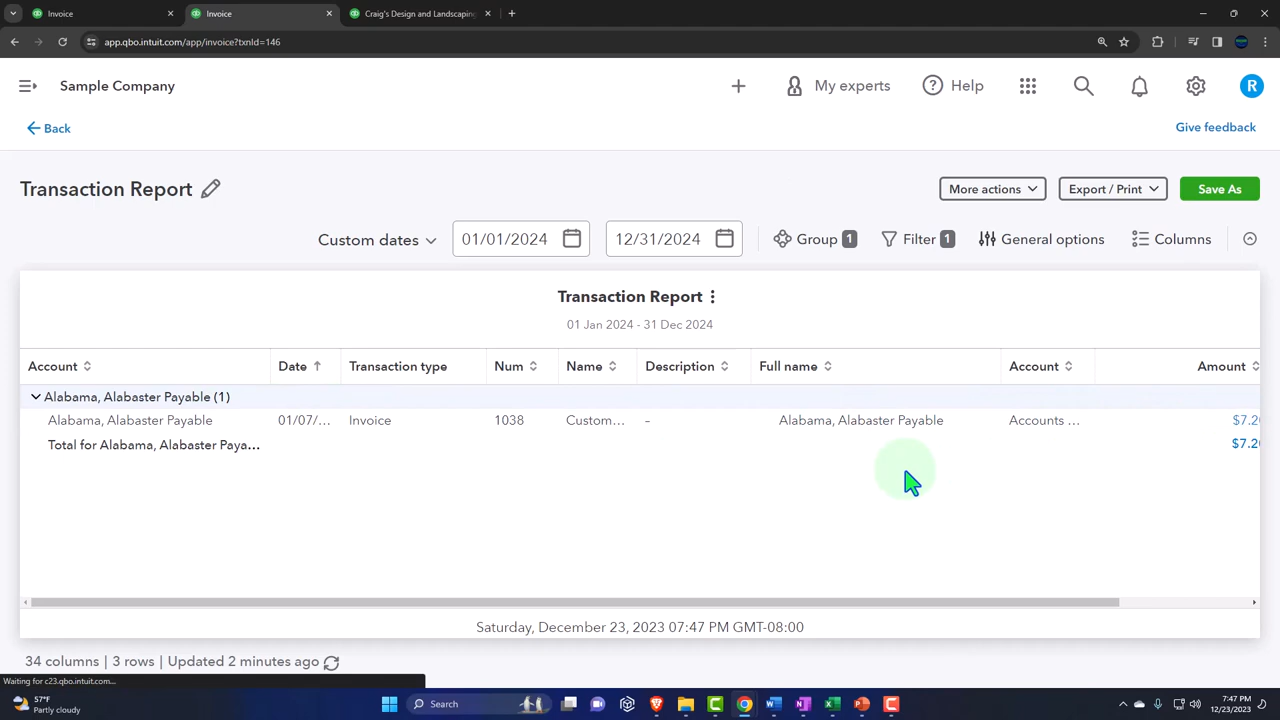 Invoice
Invoice
Craig's Design and Landscaping
app.qbo.intuit.com/app/invoice?txnId=146
Sample Company
My experts
Help
R
Back
Give feedback
Transaction Report
More actions
Export / Print
Save As
Custom dates
01/01/2024
12/31/2024
Group 1
Filter 1
General options
Columns
Transaction Report
01 Jan 2024 - 31 Dec 2024
Account Date Transaction type Num Name Description Full name Account Amount
Alabama, Alabaster Payable (1)
Alabama, Alabaster Payable 01/07/... Invoice 1038 Custom... – Alabama, Alabaster Payable Accounts ... $7.20
Total for Alabama, Alabaster Paya... $7.20
Saturday, December 23, 2023 07:47 PM GMT-08:00
34 columns | 3 rows | Updated 2 minutes ago
Waiting for c23.qbo.intuit.com...
57°F
Partly cloudy
Search
7:47 PM
12/23/2023